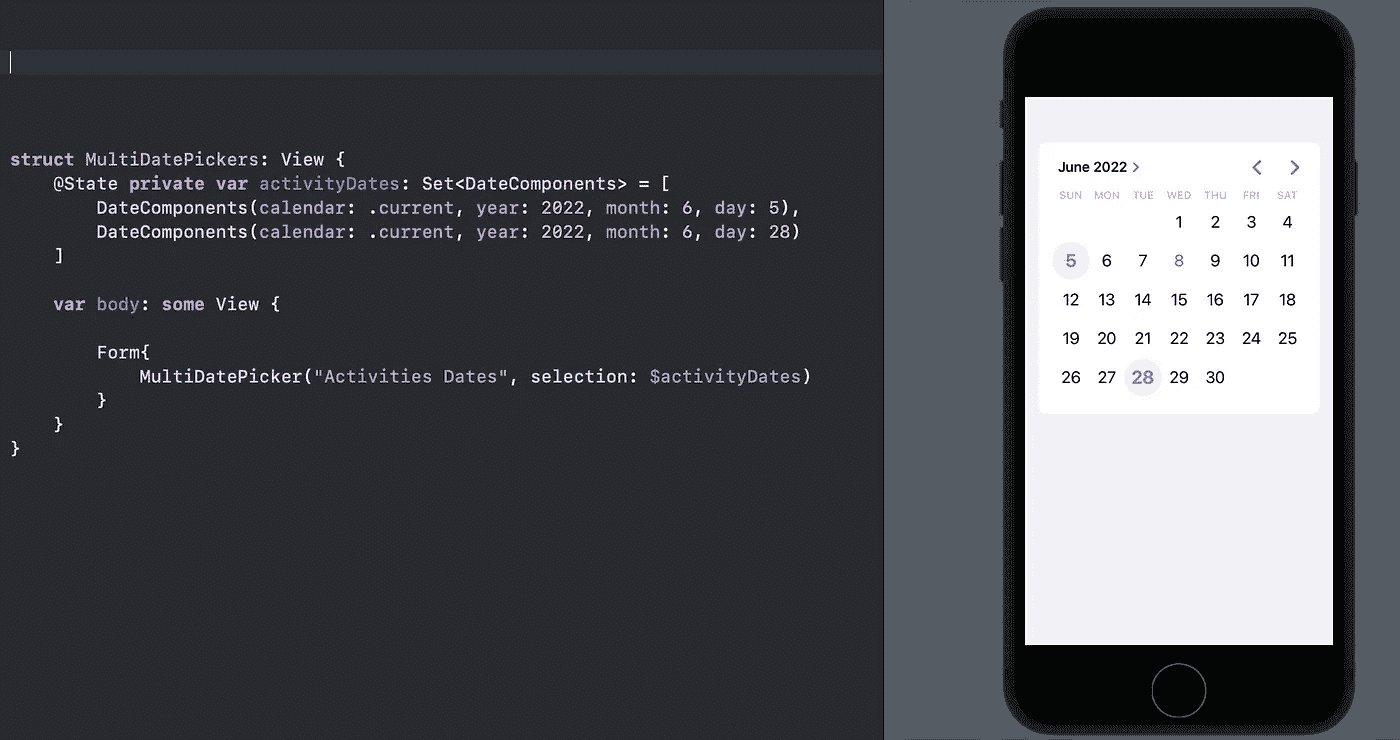 struct MultiDatePickers: View {
@State private var activityDates: Set<DateComponents> = [
DateComponents(calendar: .current, year: 2022, month: 6, day: 5),
DateComponents(calendar: .current, year: 2022, month: 6, day: 28)
]
var body: some View {
Form{
MultiDatePicker("Activities Dates", selection: $activityDates)
}
}
}
June 2022 >
SUN MON TUE WED THU FRI SAT
1 2 3 4
5 6 7 8 9 10 11
12 13 14 15 16 17 18
19 20 21 22 23 24 25
26 27 28 29 30